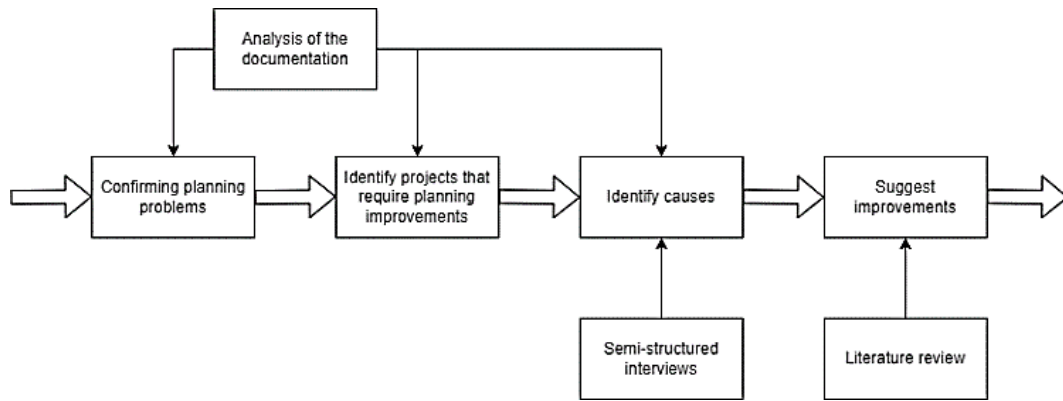 Analysis of the
documentation
Confirming planning
problems
Identify projects that
require planning
improvements
Identify causes
Suggest
improvements
Semi-structured
interviews
Literature review